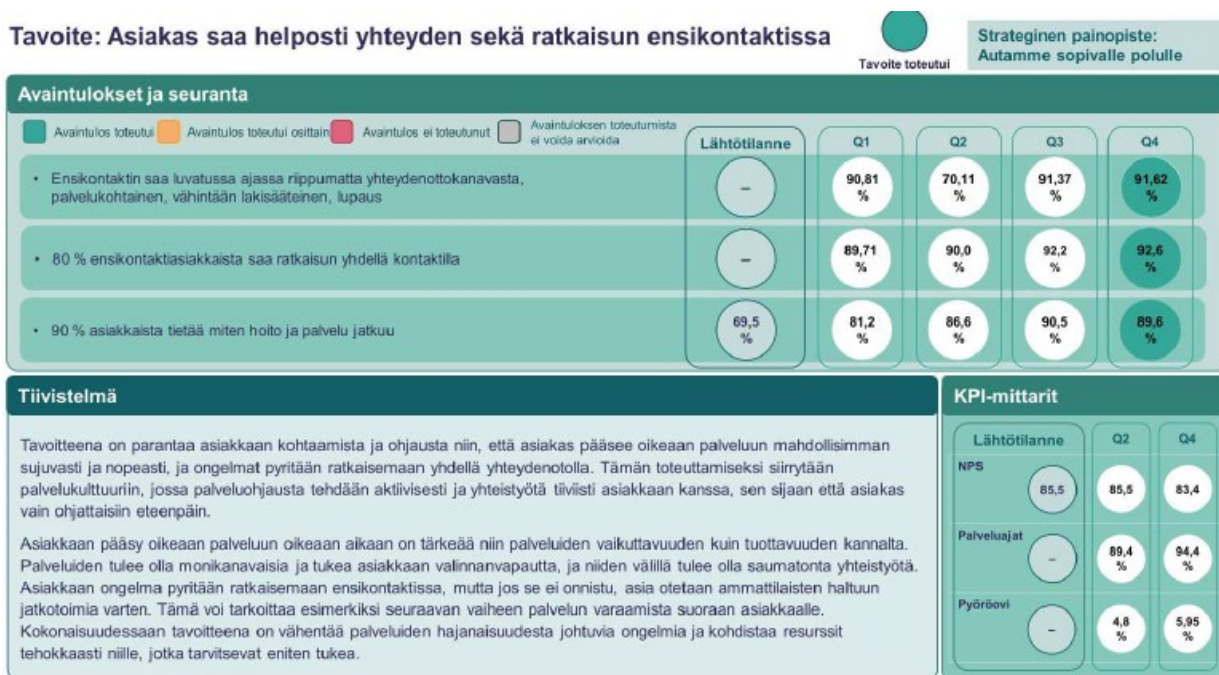 Tavoite: Asiakas saa helposti yhteyden sekä ratkaisun ensikontaktissa
Tavoite toteutui
Strateginen painopiste:
Autamme sopivalle polulle
Avaintulokset ja seuranta
Avaintulos toteutui
Avaintulos toteutui osittain
Avaintulos ei toteutunut
Avaintuloksen toteutumista
ei voida arvioida
Lähtötilanne
Q1
Q2
Q3
Q4
• Ensikontaktin saa luvatussa ajassa riippumatta yhteydenottokanavasta,
palvelukohtainen, vähintään lakisääteinen, lupaus
–
90,81
%
70,11
%
91,37
%
91,62
%
• 80 % ensikontaktiasiakkaista saa ratkaisun yhdellä kontaktilla
–
89,71
%
90,0
%
92,2
%
92,6
%
• 90 % asiakkaista tietää miten hoito ja palvelu jatkuu
69,5
%
81,2
%
86,6
%
90,5
%
89,6
%
Tiivistelmä
Tavoitteena on parantaa asiakkaan kohtaamista ja ohjausta niin, että asiakas pääsee oikeaan palveluun mahdollisimman
sujuvasti ja nopeasti, ja ongelmat pyritään ratkaisemaan yhdellä yhteydenotolla. Tämän toteuttamiseksi siirrytään
palvelukulttuuriin, jossa palveluohjausta tehdään aktiivisesti ja yhteistyötä tiiviisti asiakkaan kanssa, sen sijaan että asiakas
vain ohjattaisiin eteenpäin.
Asiakkaan pääsy oikeaan palveluun oikeaan aikaan on tärkeää niin palveluiden vaikuttavuuden kuin tuottavuuden kannalta.
Palveluiden tulee olla monikanavaisia ja tukea asiakkaan valinnanvapautta, ja niiden välillä tulee olla saumatonta yhteistyötä.
Asiakkaan ongelma pyritään ratkaisemaan ensikontaktissa, mutta jos se ei onnistu, asia otetaan ammattilaisten haltuun
jatkotoimia varten. Tämä voi tarkoittaa esimerkiksi seuraavan vaiheen palvelun varaamista suoraan asiakkaalle.
Kokonaisuudessaan tavoitteena on vähentää palveluiden hajanaisuudesta johtuvia ongelmia ja kohdistaa resurssit
tehokkaasti niille, jotka tarvitsevat eniten tukea.
KPI-mittarit
Lähtötilanne
Q2
Q4
NPS
85,5
85,5
83,4
Palveluajat
–
89,4
%
94,4
%
Pyöröovi
–
4,8
%
5,95
%